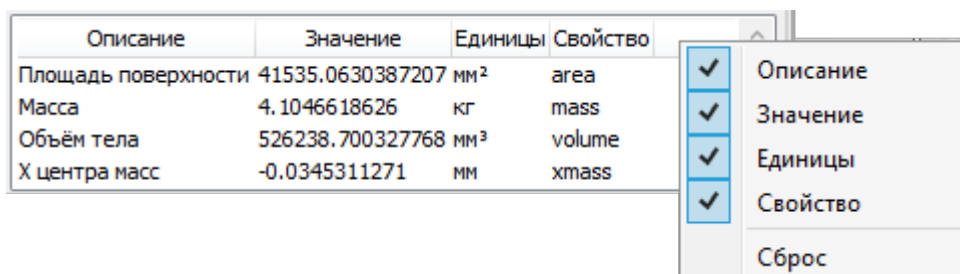 Описание Значение Единицы Свойство
Площадь поверхности 41535.0630387207 мм² area
Масса 4.1046618626 кг mass
Объём тела 526238.700327768 мм³ volume
X центра масс -0.0345311271 мм xmass
Описание
Значение
Единицы
Свойство
Сброс